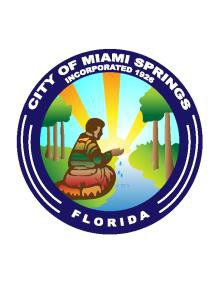 CITY OF MIAMI SPRINGS
INCORPORATED 1926
FLORIDA